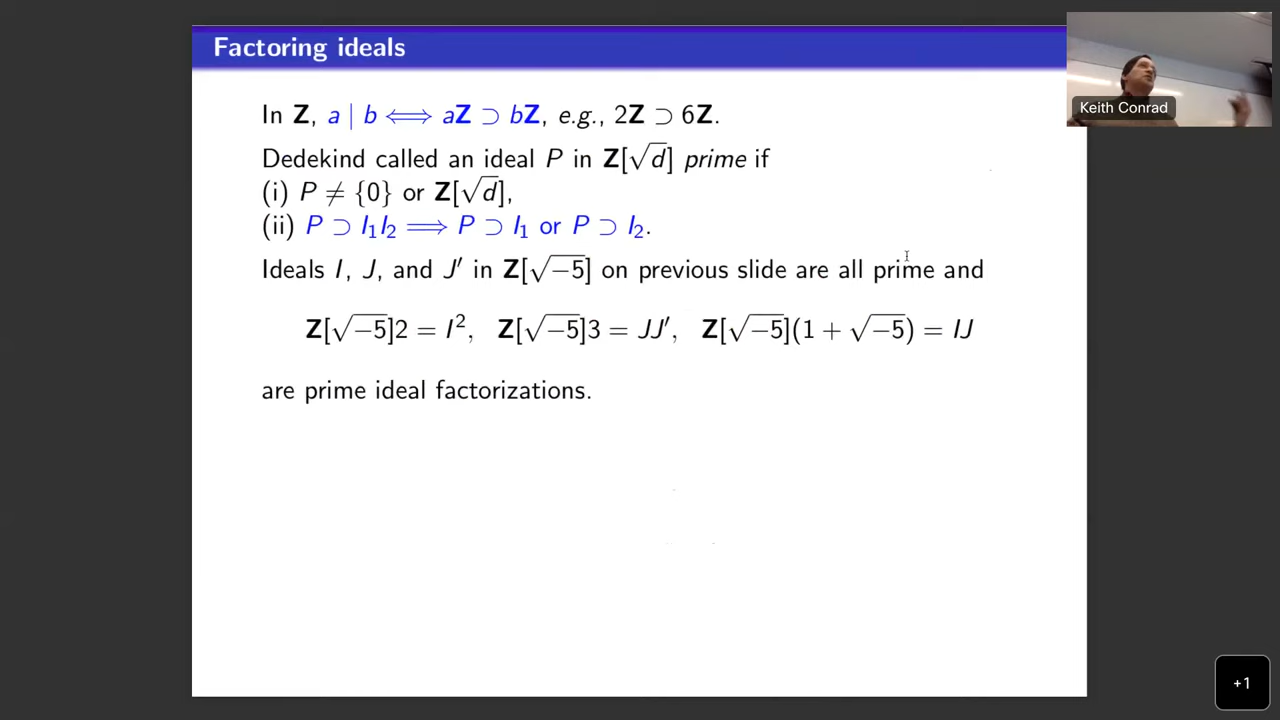 Factoring ideals
Keith Conrad
In Z, a | b ⟺ aZ ⊃ bZ, e.g., 2Z ⊃ 6Z.
Dedekind called an ideal P in Z[√d] prime if
(i) P ≠ {0} or Z[√d],
(ii) P ⊃ I₁I₂ ⟹ P ⊃ I₁ or P ⊃ I₂.
Ideals I, J, and J′ in Z[√−5] on previous slide are all prime and
Z[√−5]2 = I², Z[√−5]3 = JJ′, Z[√−5](1 + √−5) = IJ
are prime ideal factorizations.
+1